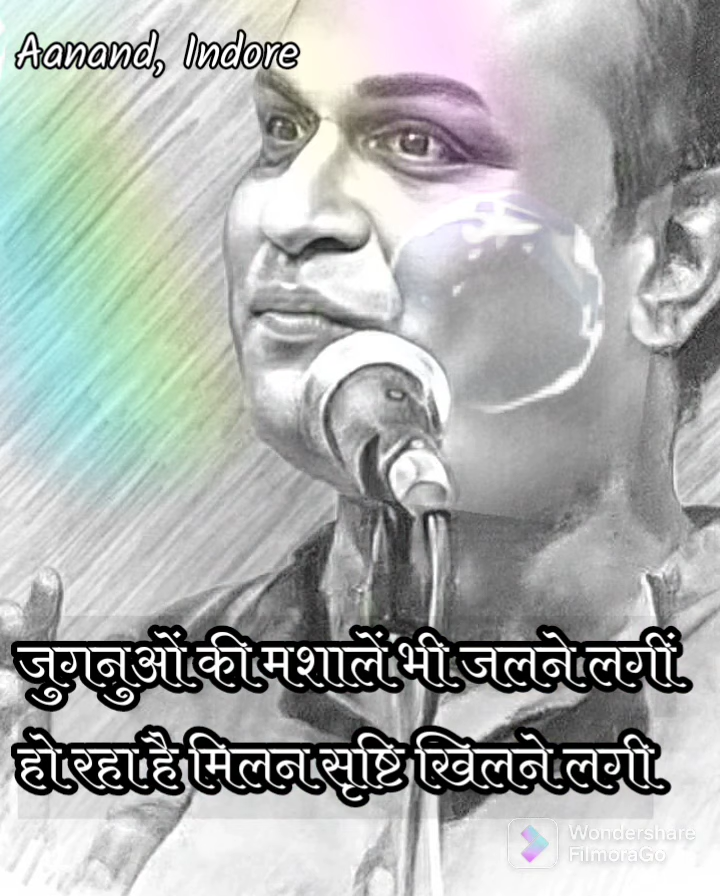 Aanand, Indore
जुगनुओं की मशालें भी जलने लगीं
हो रहा है मिलन सृष्टि खिलने लगी
Wondershare
FilmoraGo